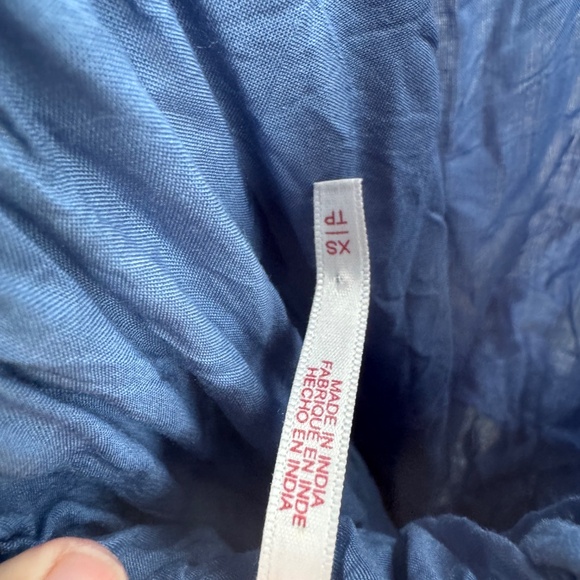 XS | TP
MADE IN INDIA
FABRIQUÉ EN INDE
HECHO EN INDIA